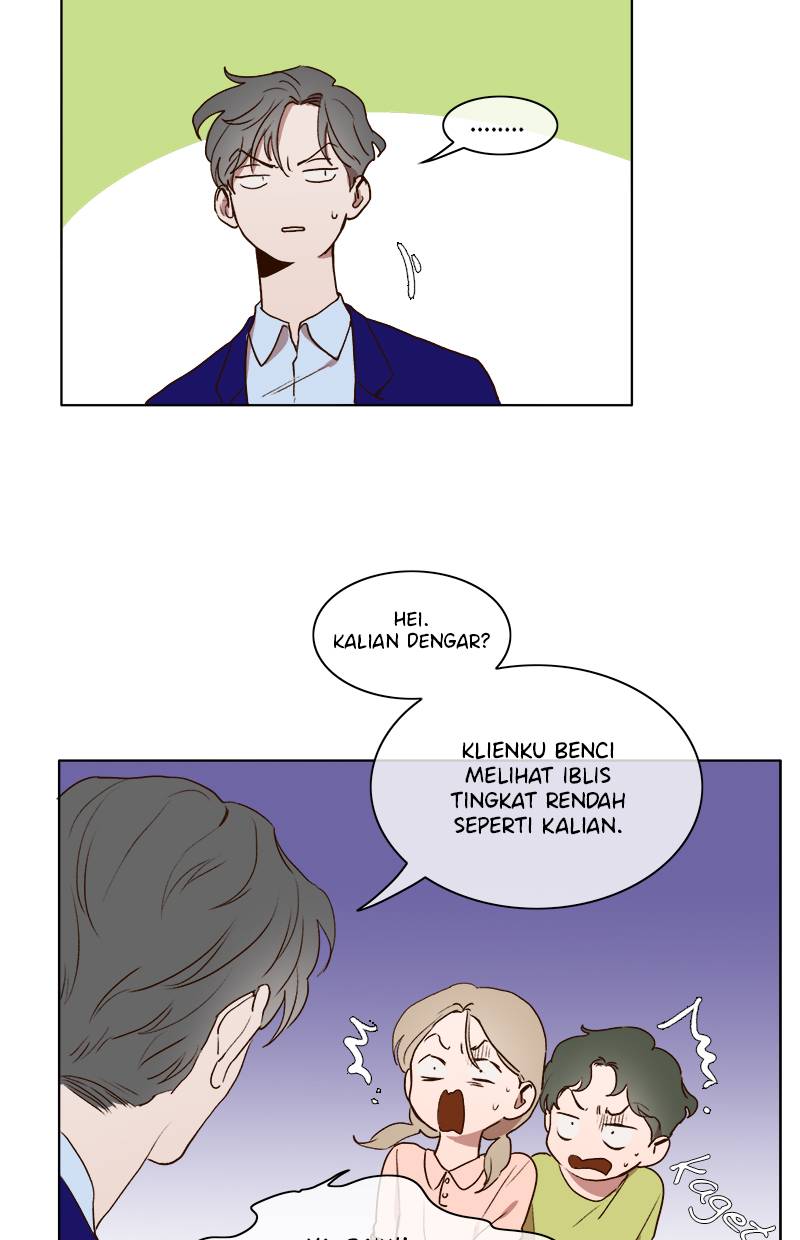 ........
HEI.
KALIAN DENGAR?
KLIENKU BENCI
MELIHAT IBLIS
TINGKAT RENDAH
SEPERTI KALIAN.
Kaget